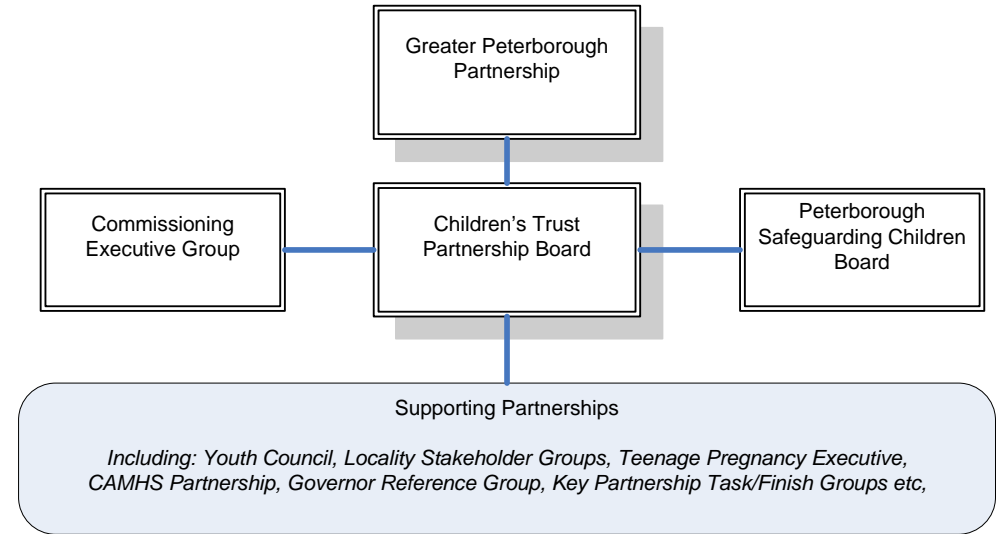 Greater Peterborough
Partnership
Commissioning
Executive Group
Children's Trust
Partnership Board
Peterborough
Safeguarding Children
Board
Supporting Partnerships
Including: Youth Council, Locality Stakeholder Groups, Teenage Pregnancy Executive,
CAMHS Partnership, Governor Reference Group, Key Partnership Task/Finish Groups etc,